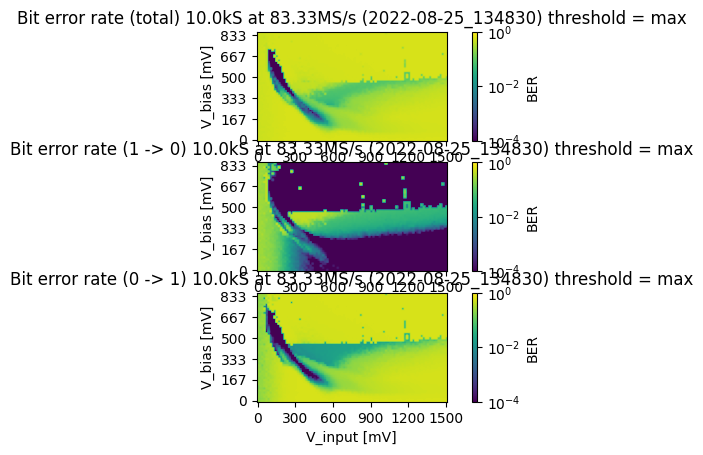 Bit error rate (total) 10.0kS at 83.33MS/s (2022-08-25_134830) threshold = max
833
667
500
333
167
0
V_bias [mV]
10^0
10^-2
10^-4
BER
0 300 600 900 1200 1500
Bit error rate (1 -> 0) 10.0kS at 83.33MS/s (2022-08-25_134830) threshold = max
833
667
500
333
167
0
V_bias [mV]
10^0
10^-2
10^-4
BER
0 300 600 900 1200 1500
Bit error rate (0 -> 1) 10.0kS at 83.33MS/s (2022-08-25_134830) threshold = max
833
667
500
333
167
0
V_bias [mV]
10^0
10^-2
10^-4
BER
0 300 600 900 1200 1500
V_input [mV]